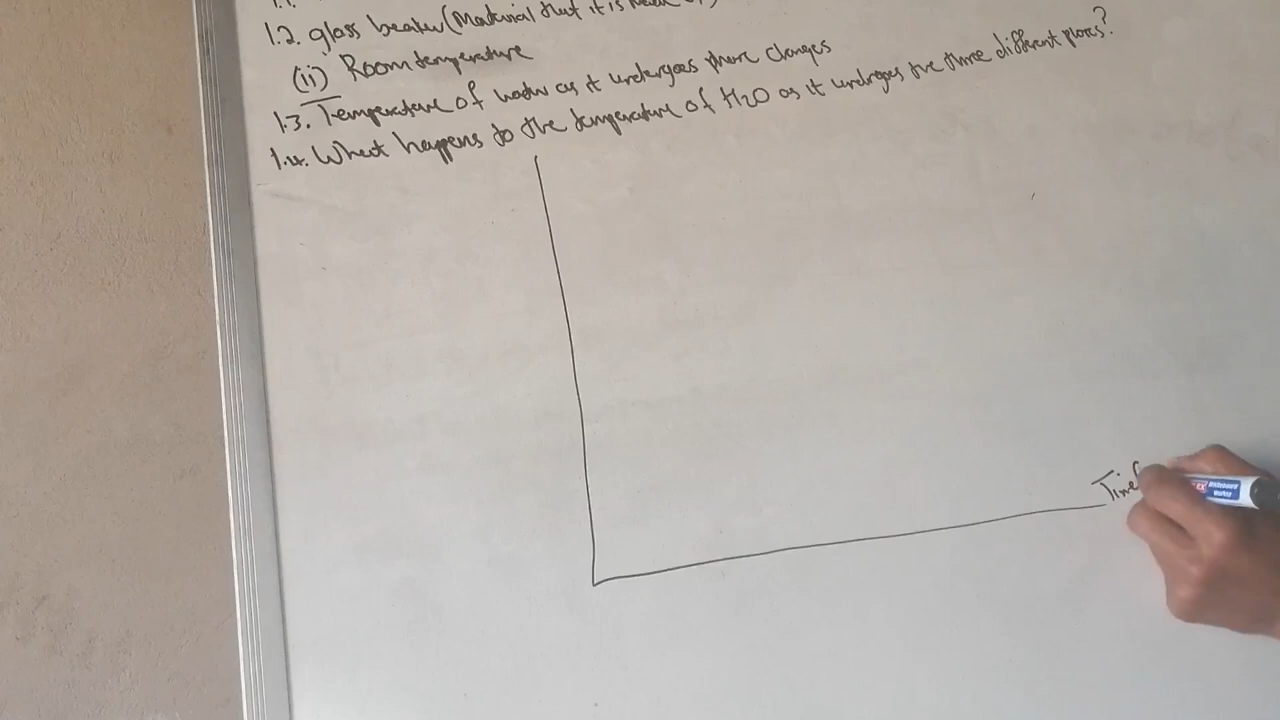 1.1.
1.2. glass beaker (Material that it is made of)
(ii) Room temperature
1.3. Temperature of water as it undergoes phase changes
1.4. What happens to the temperature of H2O as it undergoes the three different phases?
Time(